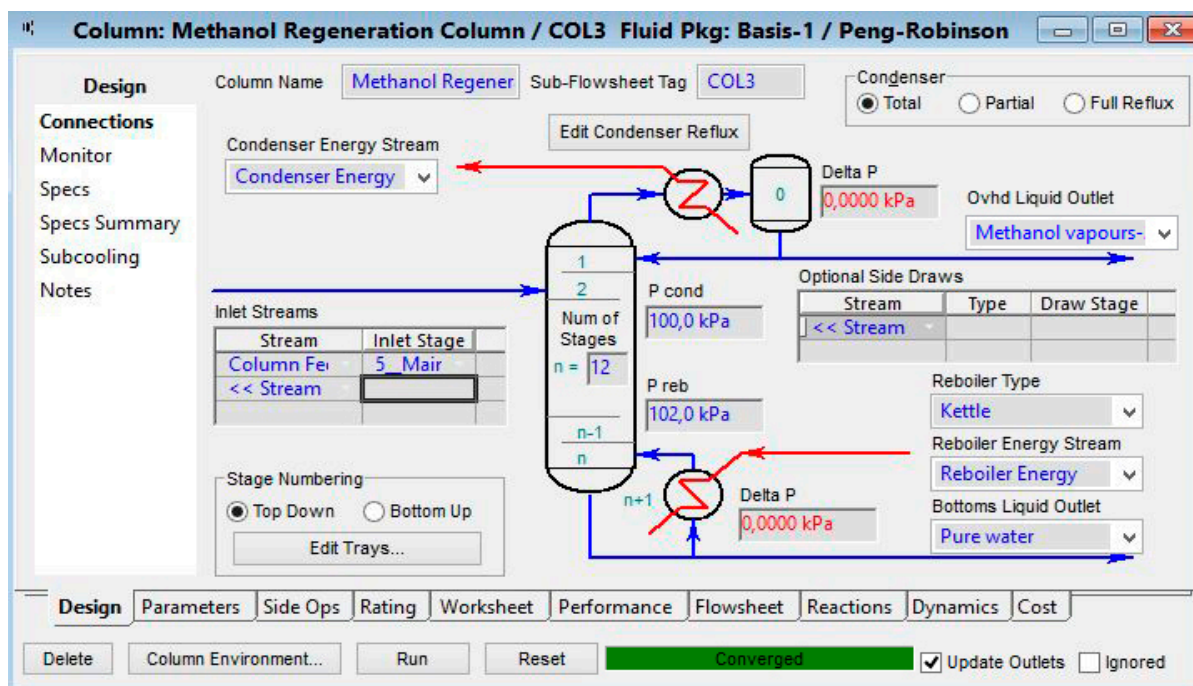 Column: Methanol Regeneration Column / COL3 Fluid Pkg: Basis-1 / Peng-Robinson
Design
Connections
Monitor
Specs
Specs Summary
Subcooling
Notes
Column Name Methanol Regener Sub-Flowsheet Tag COL3
Condenser
Total Partial Full Reflux
Edit Condenser Reflux
Condenser Energy Stream
Condenser Energy
0
Delta P
0,0000 kPa
Ovhd Liquid Outlet
Methanol vapours-
Inlet Streams
Stream Inlet Stage
Column Fe 5__Mair
<< Stream
1
2
Num of
Stages
n = 12
n-1
n
n+1
P cond
100,0 kPa
P reb
102,0 kPa
Optional Side Draws
Stream Type Draw Stage
<< Stream
Reboiler Type
Kettle
Reboiler Energy Stream
Reboiler Energy
Bottoms Liquid Outlet
Pure water
Delta P
0,0000 kPa
Stage Numbering
Top Down Bottom Up
Edit Trays...
Design Parameters Side Ops Rating Worksheet Performance Flowsheet Reactions Dynamics Cost
Delete Column Environment... Run Reset Converged Update Outlets Ignored